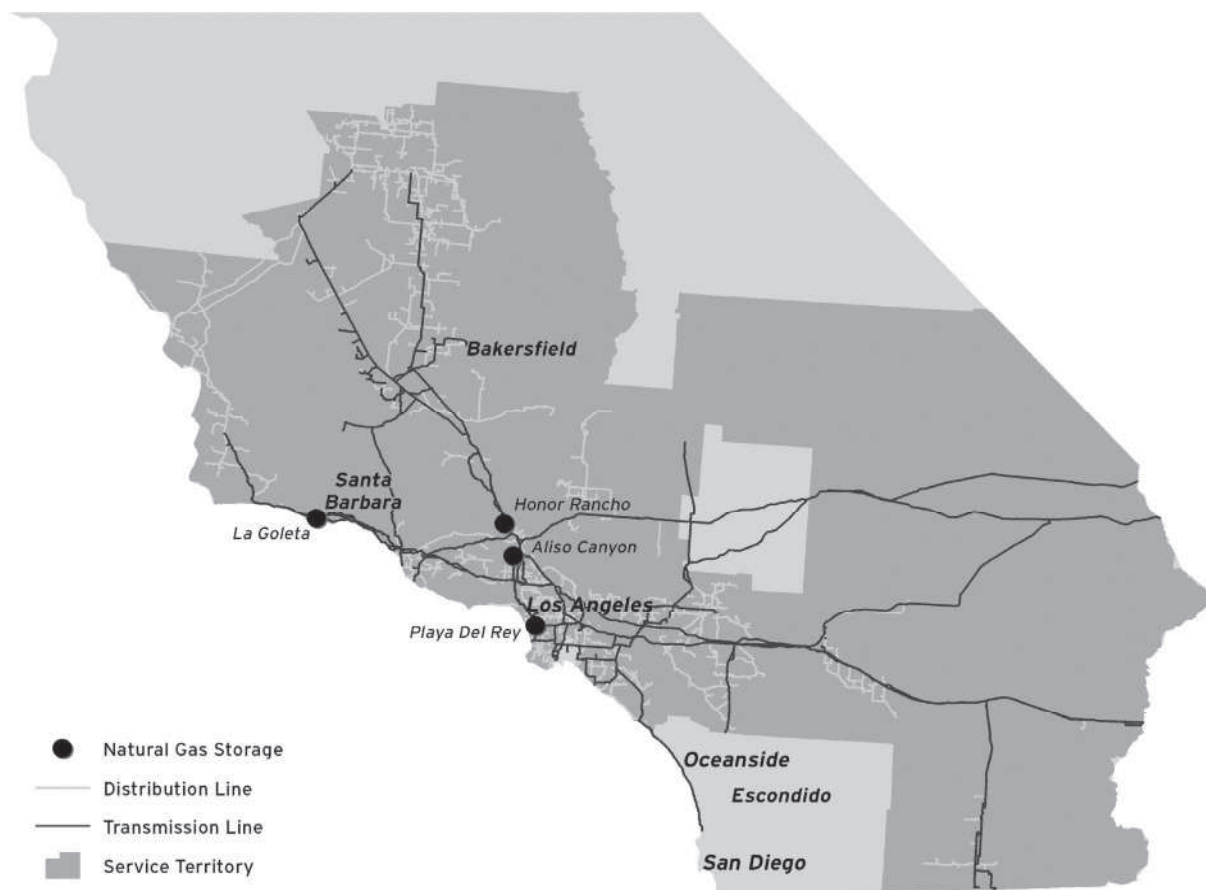 Bakersfield
Santa
Barbara
Honor Rancho
La Goleta
Aliso Canyon
Los Angeles
Playa Del Rey
Natural Gas Storage
Oceanside
Distribution Line
Escondido
Transmission Line
San Diego
Service Territory